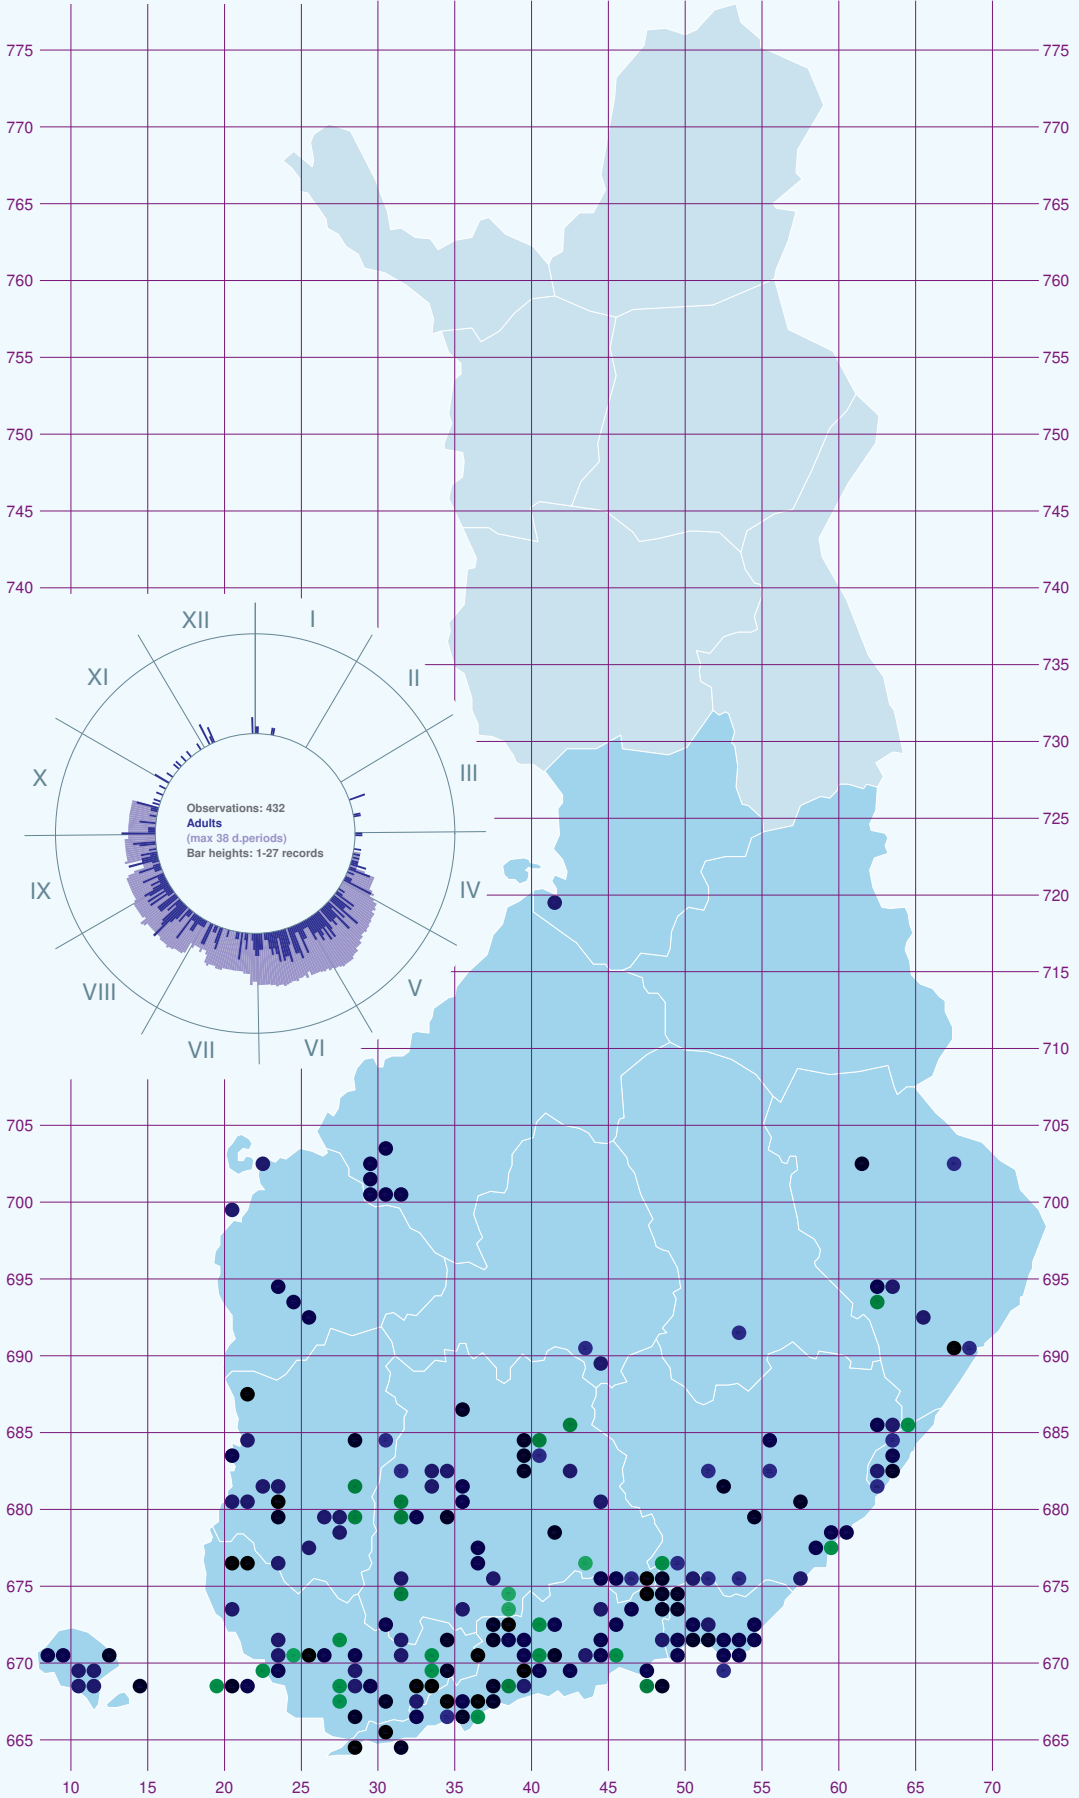 775 775
770 770
765 765
760 760
755 755
750 750
745 745
740 740
XII I
XI II
735
730 730
X III
Observations: 432
Adults
(max 38 d.periods)
Bar heights: 1-27 records
725
IX IV
720
VIII V
715
VII VI
710
705 705
700 700
695 695
690 690
685 685
680 680
675 675
670 670
665 665
10 15 20 25 30 35 40 45 50 55 60 65 70